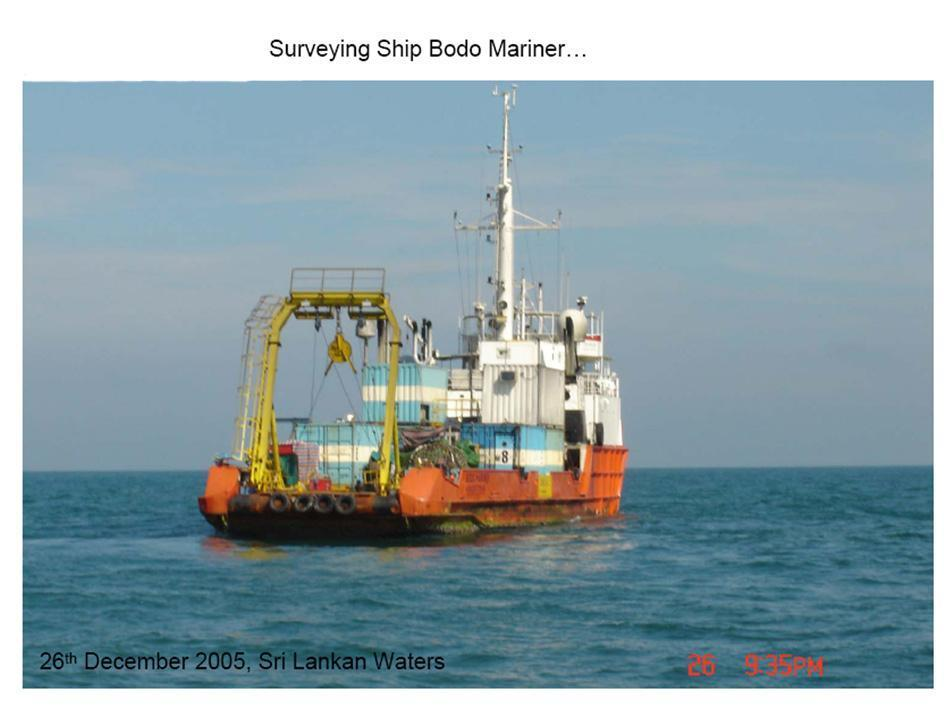 Surveying Ship Bodo Mariner…
8
26th December 2005, Sri Lankan Waters
26 9:35PM